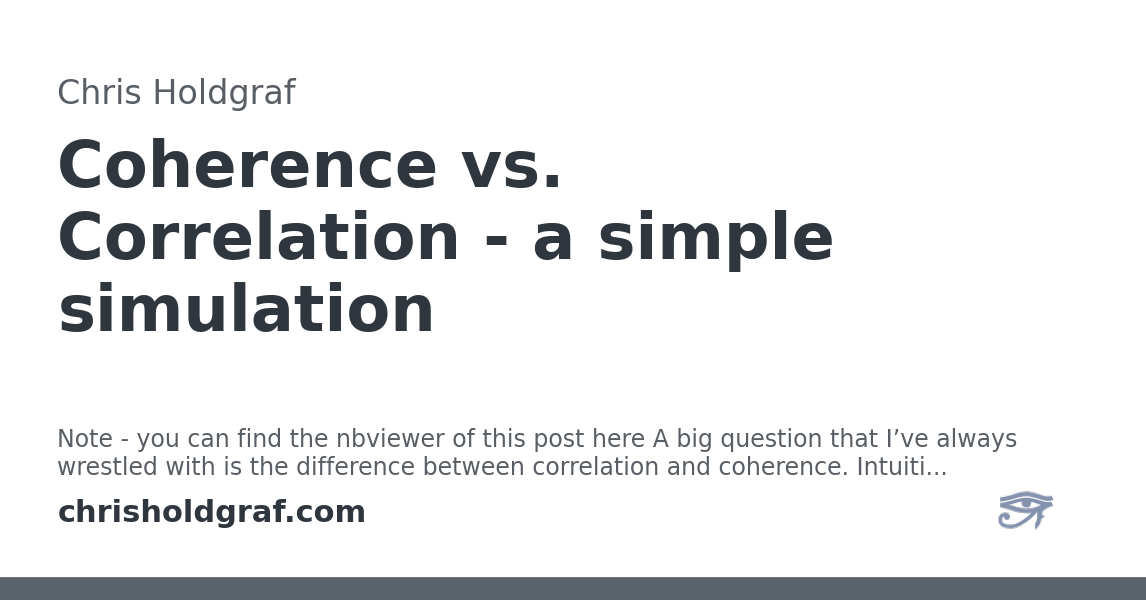 Chris Holdgraf
Coherence vs.
Correlation - a simple
simulation
Note - you can find the nbviewer of this post here A big question that I’ve always
wrestled with is the difference between correlation and coherence. Intuiti...
chrisholdgraf.com